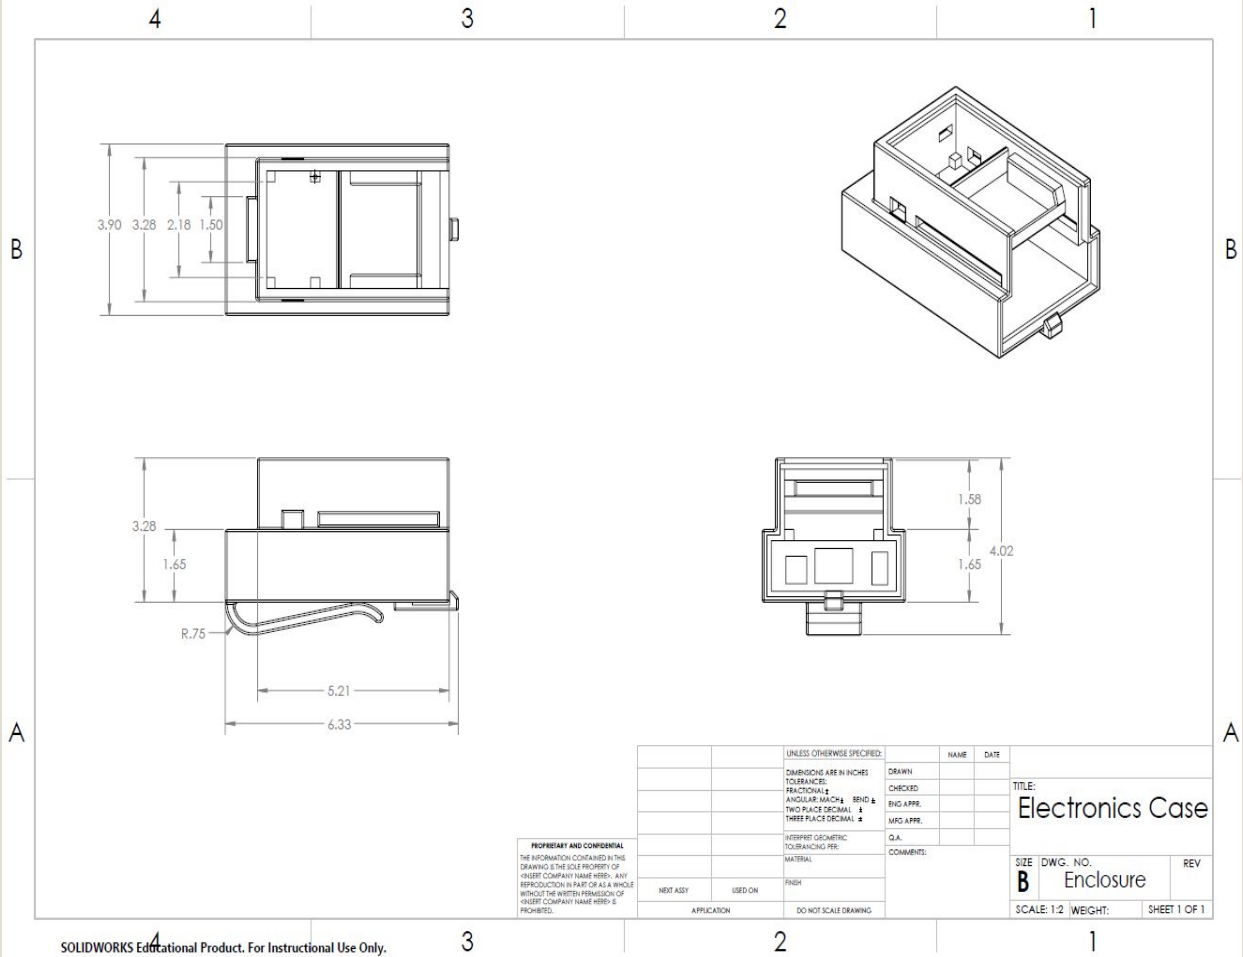 4 3 2 1
B B
3.90 3.28 2.18 1.50
3.28
1.65
R.75
5.21
6.33
1.58
4.02
1.65
A A
UNLESS OTHERWISE SPECIFIED:
DIMENSIONS ARE IN INCHES
TOLERANCES:
FRACTIONAL±
ANGULAR: MACH± BEND ±
TWO PLACE DECIMAL ±
THREE PLACE DECIMAL ±
INTERPRET GEOMETRIC
TOLERANCING PER:
MATERIAL
FINISH
DO NOT SCALE DRAWING
NAME DATE
DRAWN
CHECKED
ENG APPR.
MFG APPR.
Q.A.
COMMENTS:
TITLE:
Electronics Case
SIZE DWG. NO. REV
B Enclosure
SCALE: 1:2 WEIGHT: SHEET 1 OF 1
PROPRIETARY AND CONFIDENTIAL
THE INFORMATION CONTAINED IN THIS
DRAWING IS THE SOLE PROPERTY OF
<INSERT COMPANY NAME HERE>. ANY
REPRODUCTION IN PART OR AS A WHOLE
WITHOUT THE WRITTEN PERMISSION OF
<INSERT COMPANY NAME HERE> IS
PROHIBITED.
NEXT ASSY USED ON
APPLICATION
4 3 2 1
SOLIDWORKS Educational Product. For Instructional Use Only.